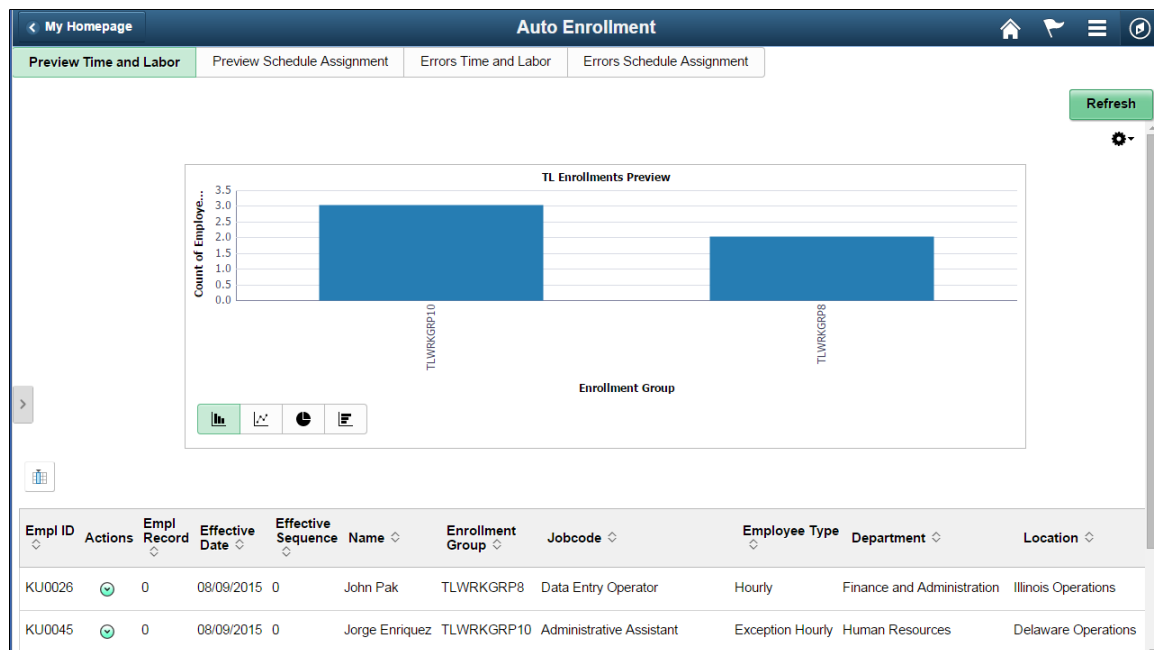 My Homepage
Auto Enrollment
Preview Time and Labor
Preview Schedule Assignment
Errors Time and Labor
Errors Schedule Assignment
Refresh
TL Enrollments Preview
Count of Employe...
3.5
3.0
2.5
2.0
1.5
1.0
0.5
0.0
TLWRKGRP10
TLWRKGRP8
Enrollment Group
Empl ID
Actions
Empl
Record
Effective
Date
Effective
Sequence
Name
Enrollment
Group
Jobcode
Employee Type
Department
Location
KU0026 0 08/09/2015 0 John Pak TLWRKGRP8 Data Entry Operator Hourly Finance and Administration Illinois Operations
KU0045 0 08/09/2015 0 Jorge Enriquez TLWRKGRP10 Administrative Assistant Exception Hourly Human Resources Delaware Operations